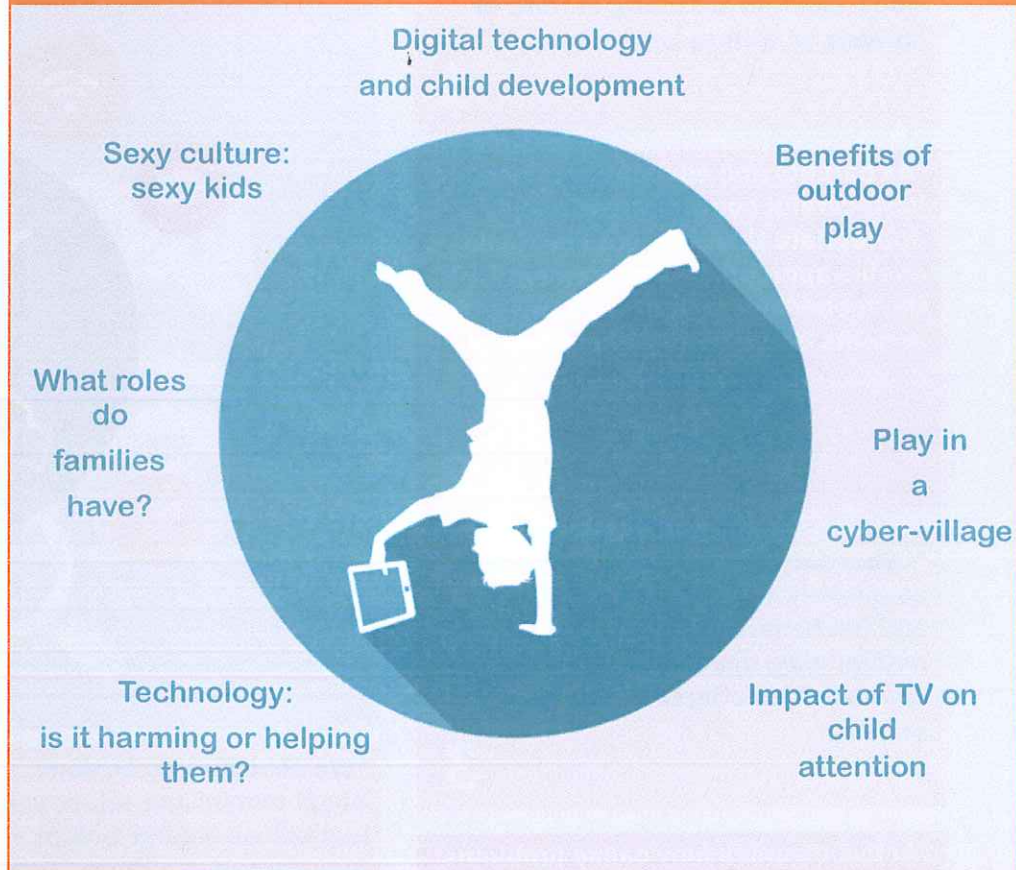 Digital technology
and child development
Sexy culture:
sexy kids
Benefits of
outdoor
play
What roles
do
families
have?
Play in
a
cyber-village
Technology:
is it harming or helping
them?
Impact of TV on
child
attention